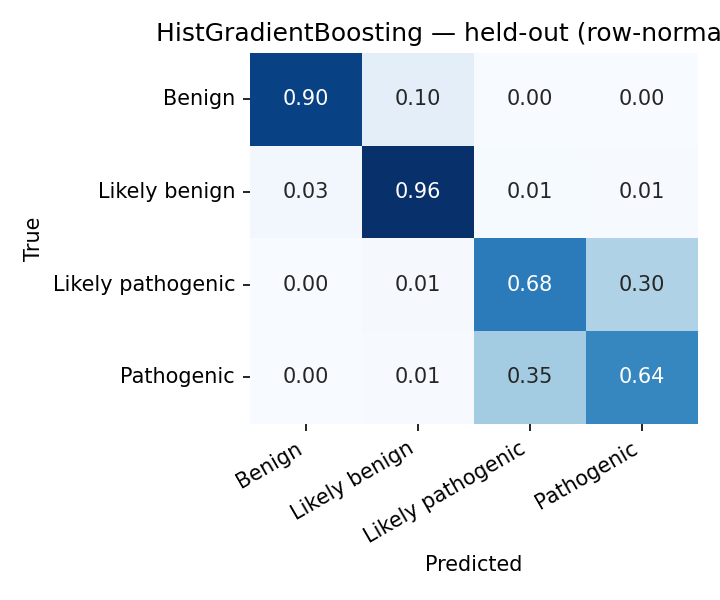 HistGradientBoosting — held-out (row-norma
Benign 0.90 0.10 0.00 0.00
Likely benign 0.03 0.96 0.01 0.01
Likely pathogenic 0.00 0.01 0.68 0.30
Pathogenic 0.00 0.01 0.35 0.64
True
Benign
Likely benign
Likely pathogenic
Pathogenic
Predicted